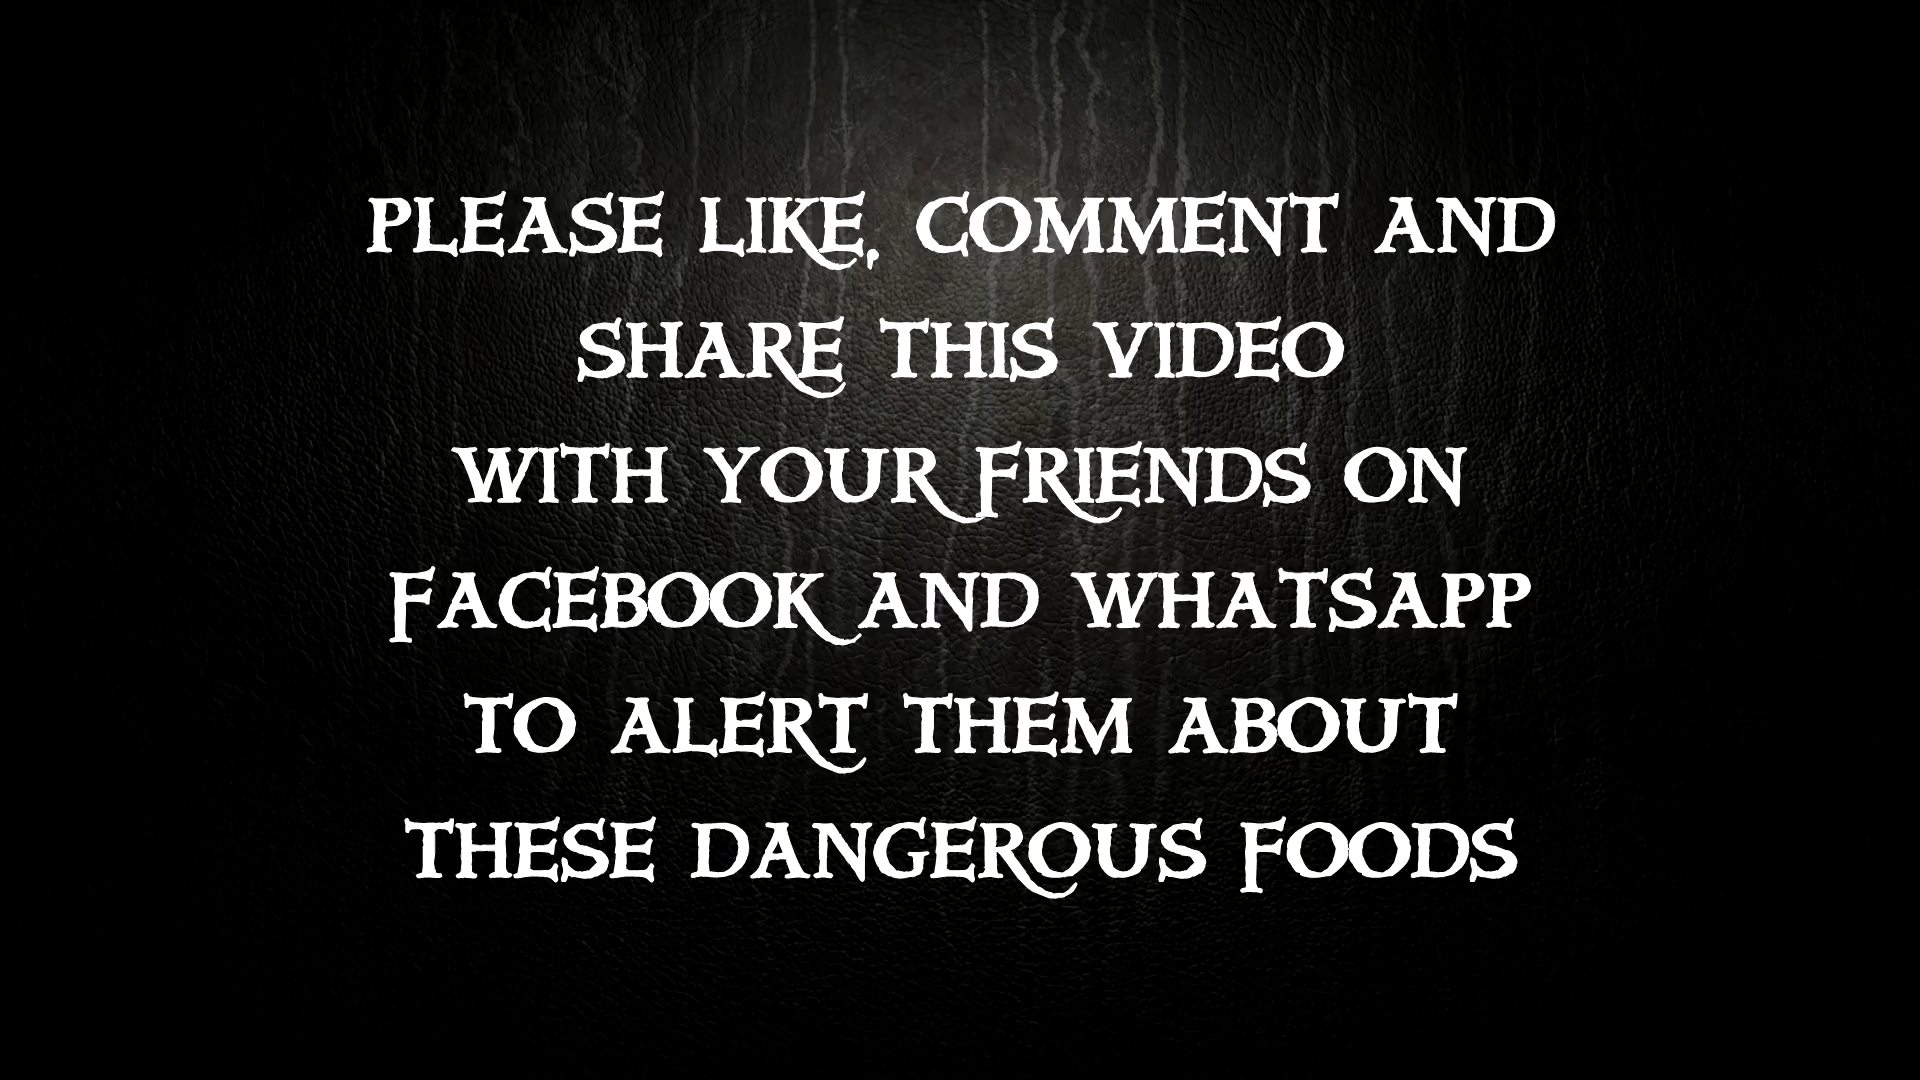 PLEASE LIKE, COMMENT AND
SHARE THIS VIDEO
WITH YOUR FRIENDS ON
FACEBOOK AND WHATSAPP
TO ALERT THEM ABOUT
THESE DANGEROUS FOODS